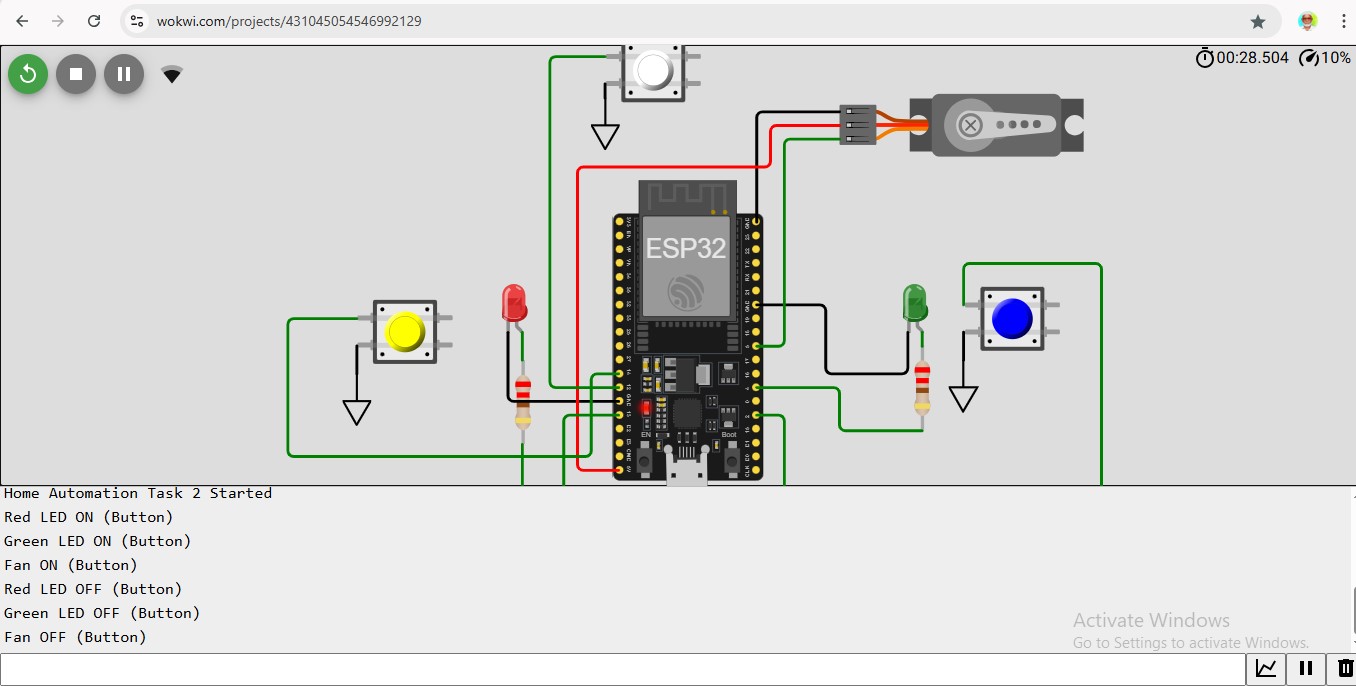 wokwi.com/projects/431045054546992129
00:28.504
10%
ESP32
EN
Boot
Home Automation Task 2 Started
Red LED ON (Button)
Green LED ON (Button)
Fan ON (Button)
Red LED OFF (Button)
Green LED OFF (Button)
Fan OFF (Button)
Activate Windows
Go to Settings to activate Windows.